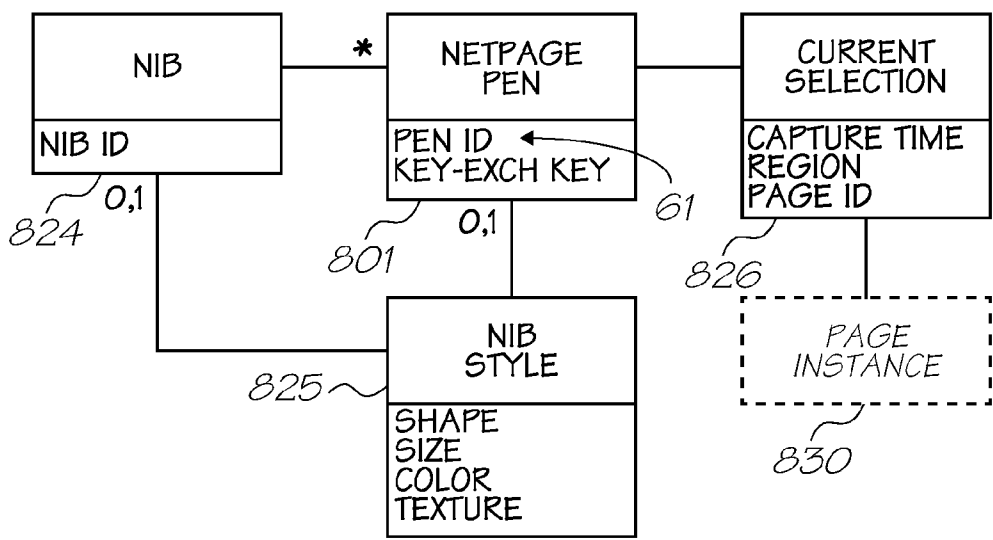 NIB
NIB ID
824
0,1
*
NETPAGE
PEN
PEN ID
KEY-EXCH KEY
61
801
0,1
CURRENT
SELECTION
CAPTURE TIME
REGION
PAGE ID
826
NIB
STYLE
825
SHAPE
SIZE
COLOR
TEXTURE
PAGE
INSTANCE
830